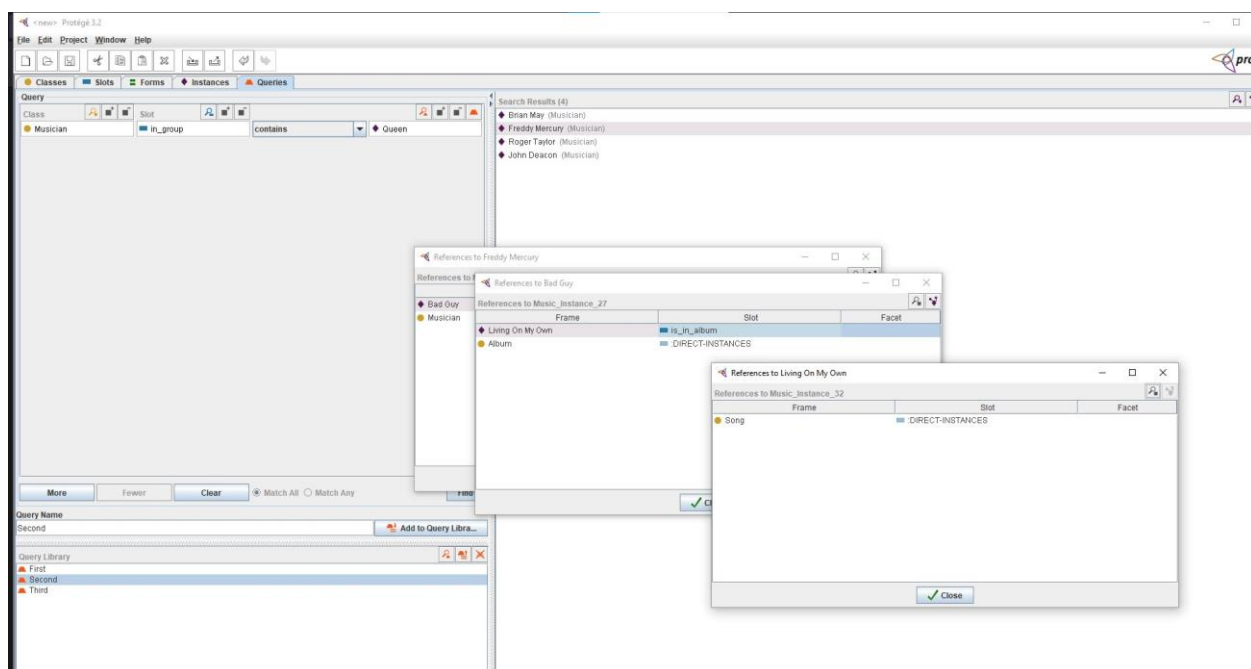 <new> Protégé 3.2
File Edit Project Window Help
pro
Classes Slots Forms Instances Queries
Query
Class Slot
Musician in_group contains Queen
More Fewer Clear Match All Match Any Find
Query Name
Second Add to Query Libra...
Query Library
First
Second
Third
Search Results (4)
Brian May (Musician)
Freddy Mercury (Musician)
Roger Taylor (Musician)
John Deacon (Musician)
References to Freddy Mercury
References to
Bad Guy
Musician
References to Bad Guy
References to Music_Instance_27
Frame Slot Facet
Living On My Own is_in_album
Album :DIRECT-INSTANCES
References to Living On My Own
References to Music_Instance_32
Frame Slot Facet
Song :DIRECT-INSTANCES
Close